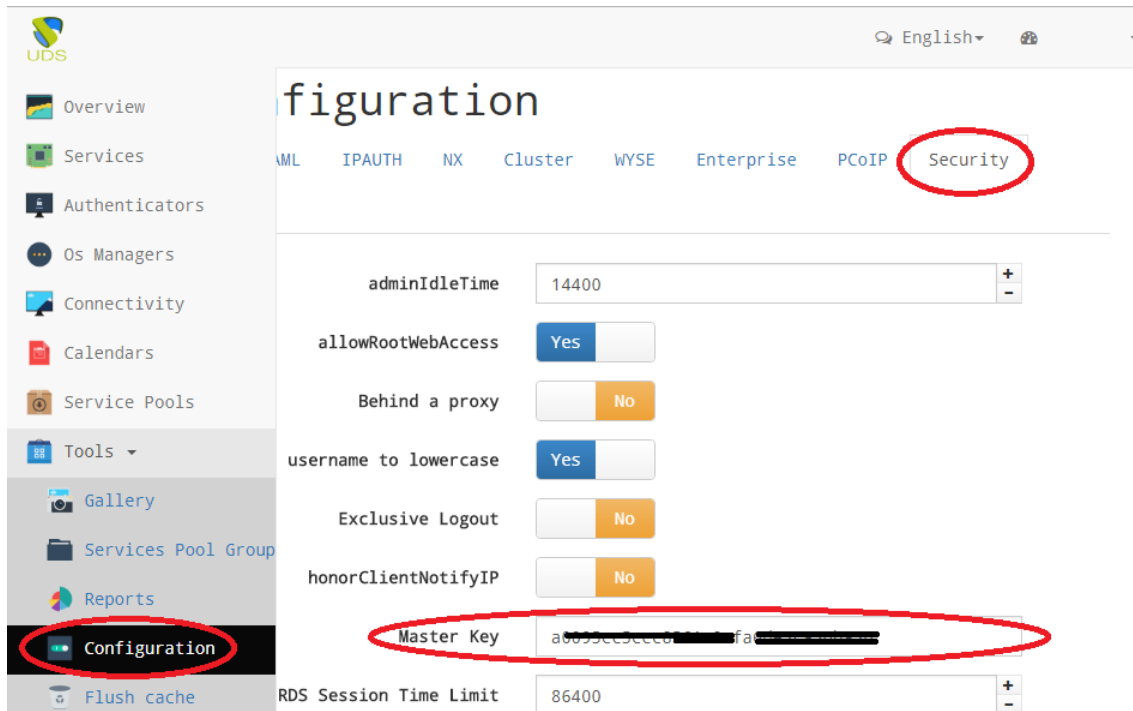 UDS
English
Overview
Services
Authenticators
Os Managers
Connectivity
Calendars
Service Pools
Tools
Gallery
Services Pool Group
Reports
Configuration
Flush cache
figuration
AML IPAUTH NX Cluster WYSE Enterprise PCoIP Security
adminIdleTime 14400 + -
allowRootWebAccess Yes
Behind a proxy No
username to lowercase Yes
Exclusive Logout No
honorClientNotifyIP No
Master Key
RDS Session Time Limit 86400 + -